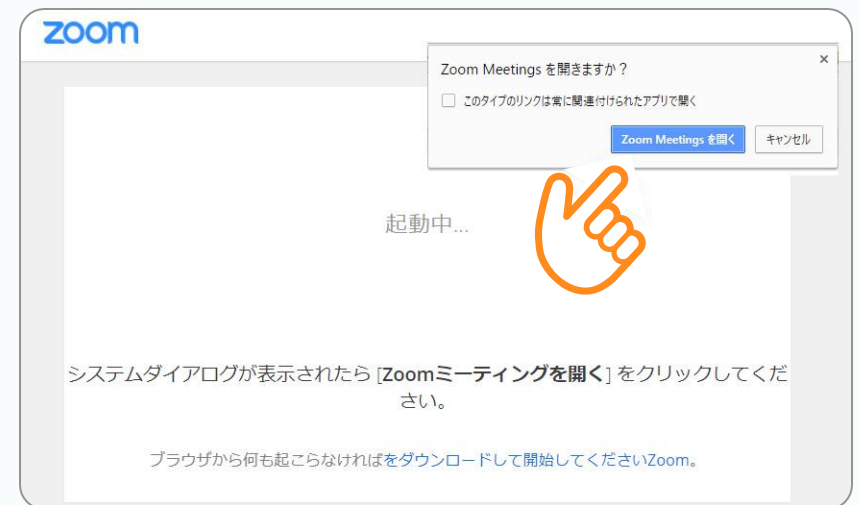 zoom
Zoom Meetings を開きますか？
×
このタイプのリンクは常に関連付けられたアプリで開く
Zoom Meetings を開く キャンセル
起動中...
システムダイアログが表示されたら [Zoomミーティングを開く] をクリックしてくだ
さい。
ブラウザから何も起こらなければをダウンロードして開始してくださいZoom。